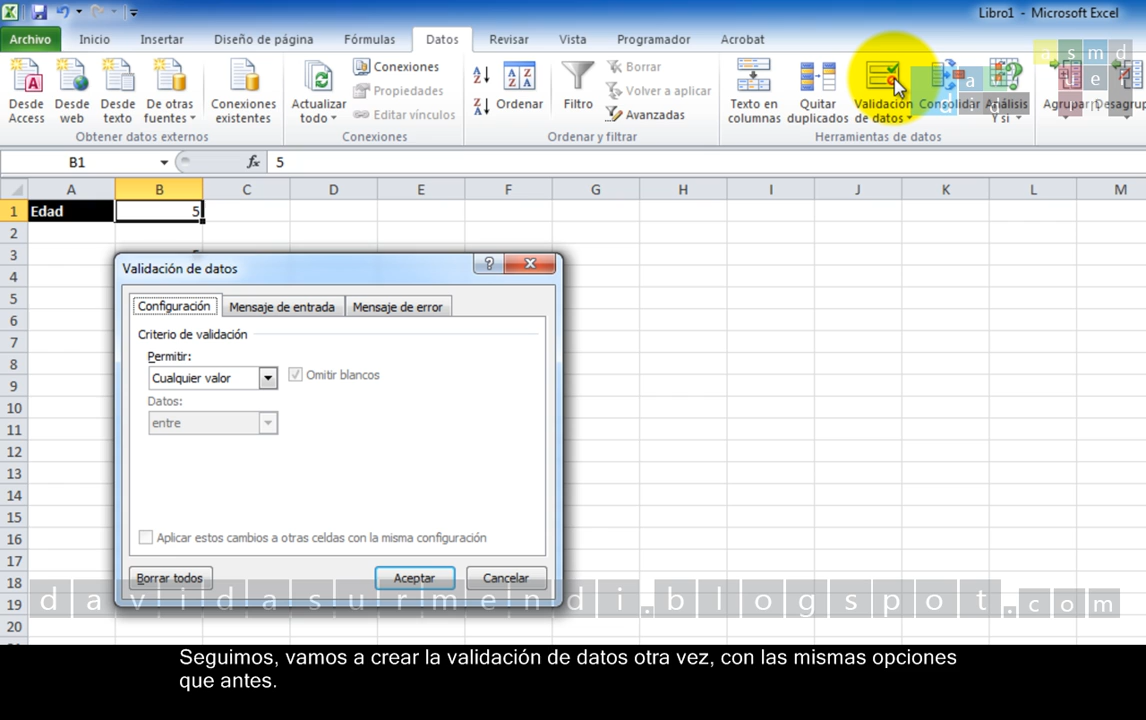 Libro1 - Microsoft Excel
Archivo Inicio Insertar Diseño de página Fórmulas Datos Revisar Vista Programador Acrobat
Desde Access
Desde web
Desde texto
De otras fuentes
Conexiones existentes
Obtener datos externos
Actualizar todo
Conexiones
Propiedades
Editar vínculos
Conexiones
Ordenar
Filtro
Borrar
Volver a aplicar
Avanzadas
Ordenar y filtrar
Texto en columnas
Quitar duplicados
Validación de datos
Consolidar
Análisis Y si
Herramientas de datos
Agrupar
Desagrup
a s m d
B1 fx 5
A B C D E F G H I J K L M
1 Edad 5
2
3
4
5
6
7
8
9
10
11
12
13
14
15
16
17
18
19
20
Validación de datos
Configuración Mensaje de entrada Mensaje de error
Criterio de validación
Permitir:
Cualquier valor Omitir blancos
Datos:
entre
Aplicar estos cambios a otras celdas con la misma configuración
Borrar todos Aceptar Cancelar
davidasurmendi.blogspot.com
Seguimos, vamos a crear la validación de datos otra vez, con las mismas opciones
que antes.